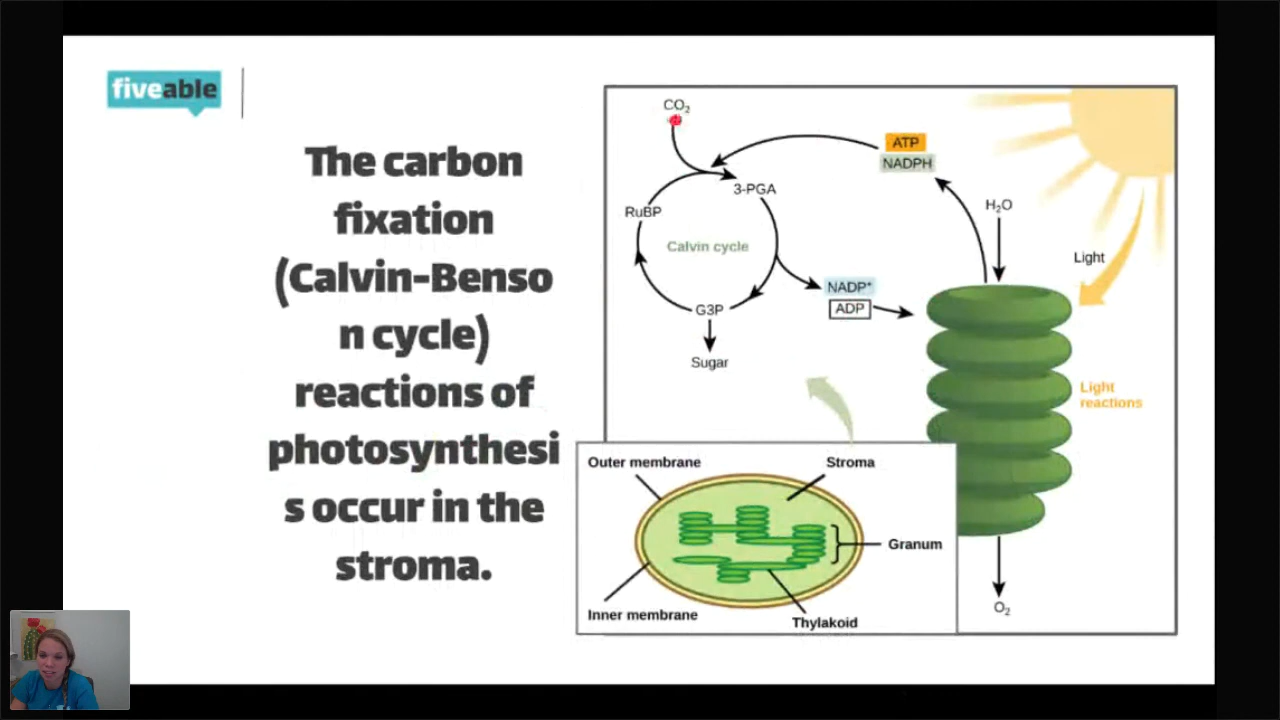 fiveable
The carbon
fixation
(Calvin-Benso
n cycle)
reactions of
photosynthesi
s occur in the
stroma.
CO2
ATP
NADPH
3-PGA
RuBP
H2O
Calvin cycle
Light
NADP+
ADP
G3P
Sugar
Light
reactions
Outer membrane
Stroma
Granum
Inner membrane
Thylakoid
O2